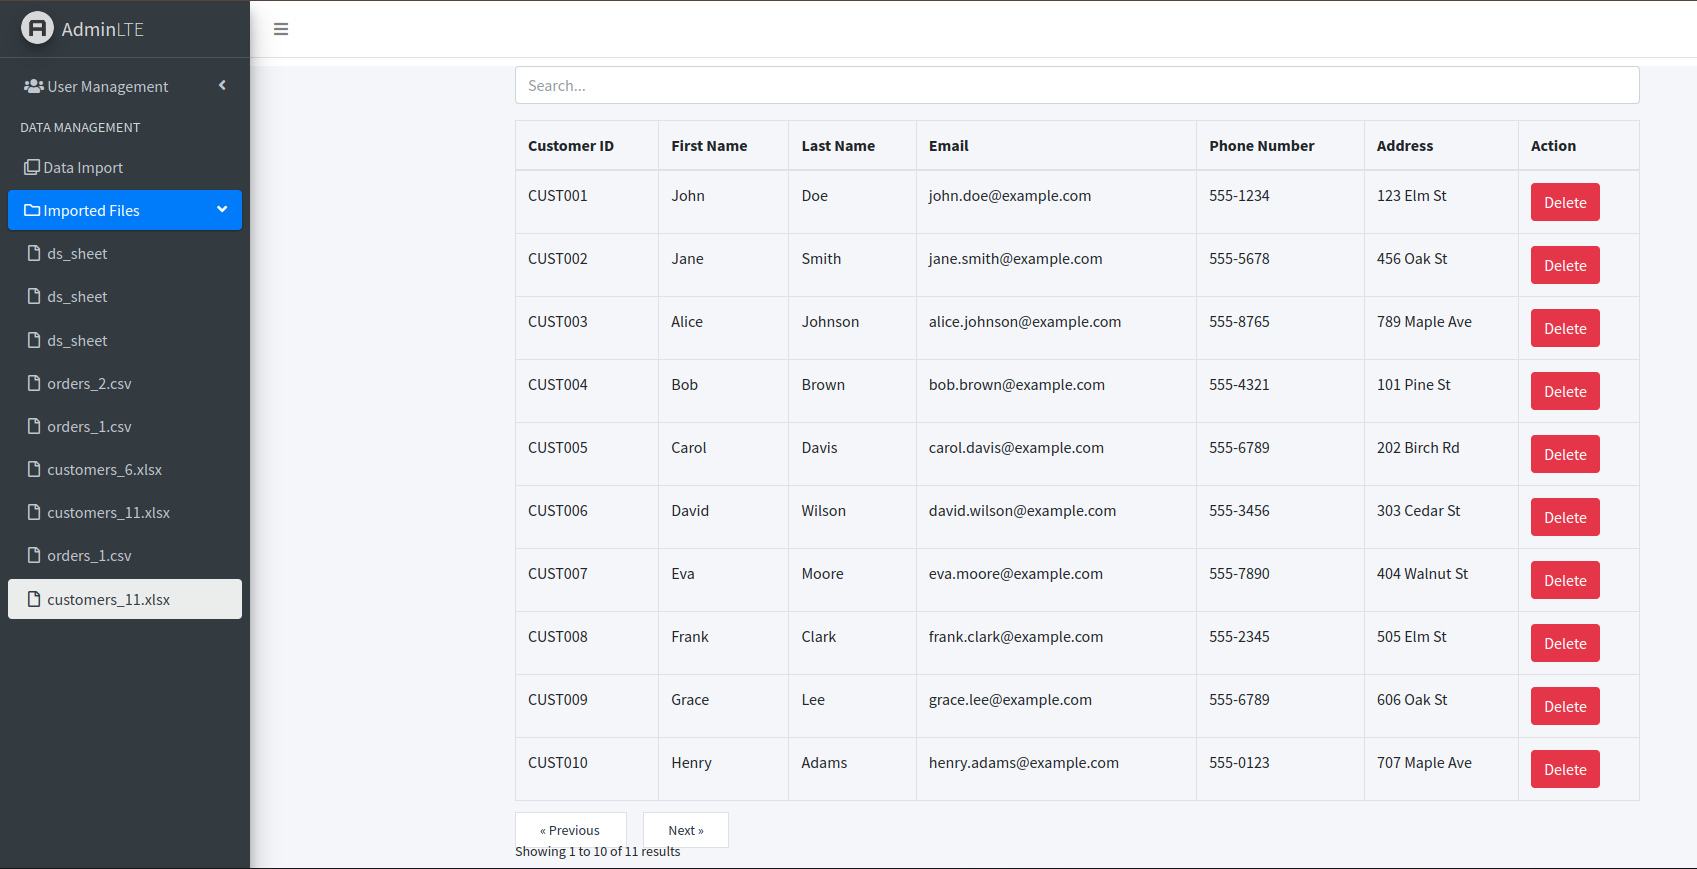 AdminLTE
User Management
DATA MANAGEMENT
Data Import
Imported Files
ds_sheet
ds_sheet
ds_sheet
orders_2.csv
orders_1.csv
customers_6.xlsx
customers_11.xlsx
orders_1.csv
customers_11.xlsx
Search...
Customer ID First Name Last Name Email Phone Number Address Action
CUST001 John Doe john.doe@example.com 555-1234 123 Elm St Delete
CUST002 Jane Smith jane.smith@example.com 555-5678 456 Oak St Delete
CUST003 Alice Johnson alice.johnson@example.com 555-8765 789 Maple Ave Delete
CUST004 Bob Brown bob.brown@example.com 555-4321 101 Pine St Delete
CUST005 Carol Davis carol.davis@example.com 555-6789 202 Birch Rd Delete
CUST006 David Wilson david.wilson@example.com 555-3456 303 Cedar St Delete
CUST007 Eva Moore eva.moore@example.com 555-7890 404 Walnut St Delete
CUST008 Frank Clark frank.clark@example.com 555-2345 505 Elm St Delete
CUST009 Grace Lee grace.lee@example.com 555-6789 606 Oak St Delete
CUST010 Henry Adams henry.adams@example.com 555-0123 707 Maple Ave Delete
« Previous Next »
Showing 1 to 10 of 11 results